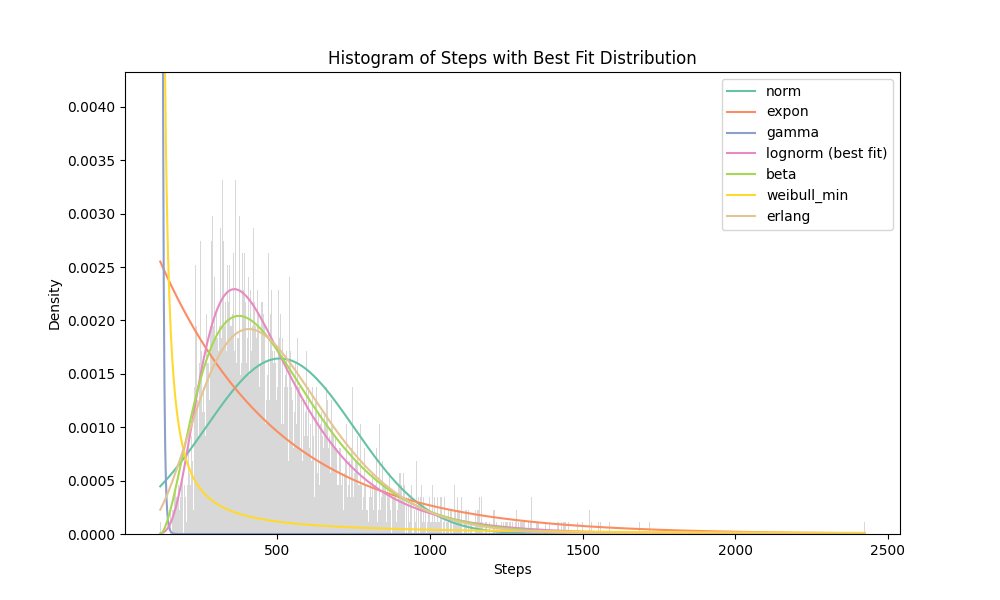 Histogram of Steps with Best Fit Distribution
norm
expon
gamma
lognorm (best fit)
beta
weibull_min
erlang
Density
0.0040
0.0035
0.0030
0.0025
0.0020
0.0015
0.0010
0.0005
0.0000
500
1000
1500
2000
2500
Steps